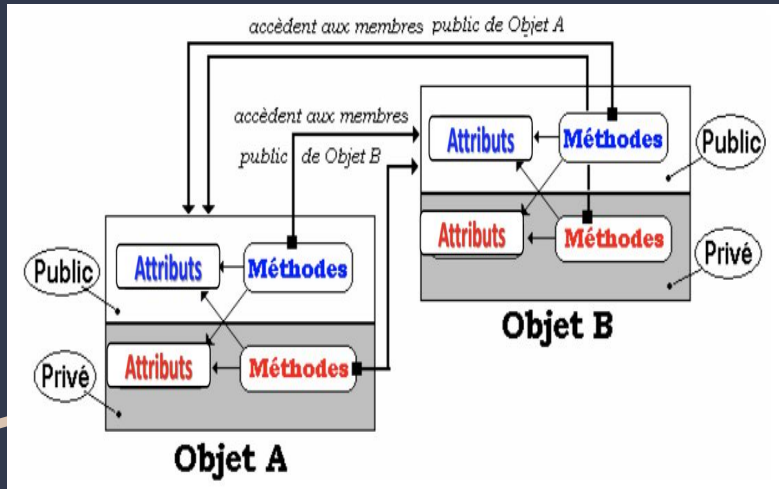 accèdent aux membres public de Objet A
accèdent aux membres
public de Objet B
Attributs
Méthodes
Public
Attributs
Méthodes
Privé
Objet B
Public
Attributs
Méthodes
Privé
Attributs
Méthodes
Objet A